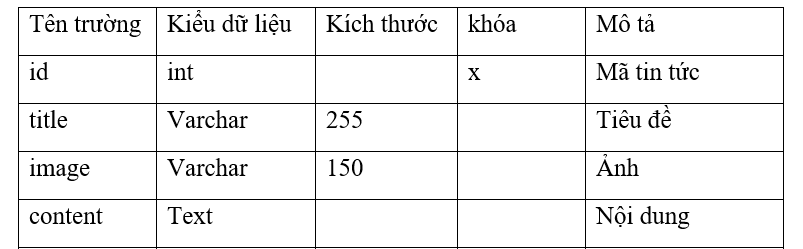 Tên trường Kiểu dữ liệu Kích thước khóa Mô tả
id int x Mã tin tức
title Varchar 255 Tiêu đề
image Varchar 150 Ảnh
content Text Nội dung